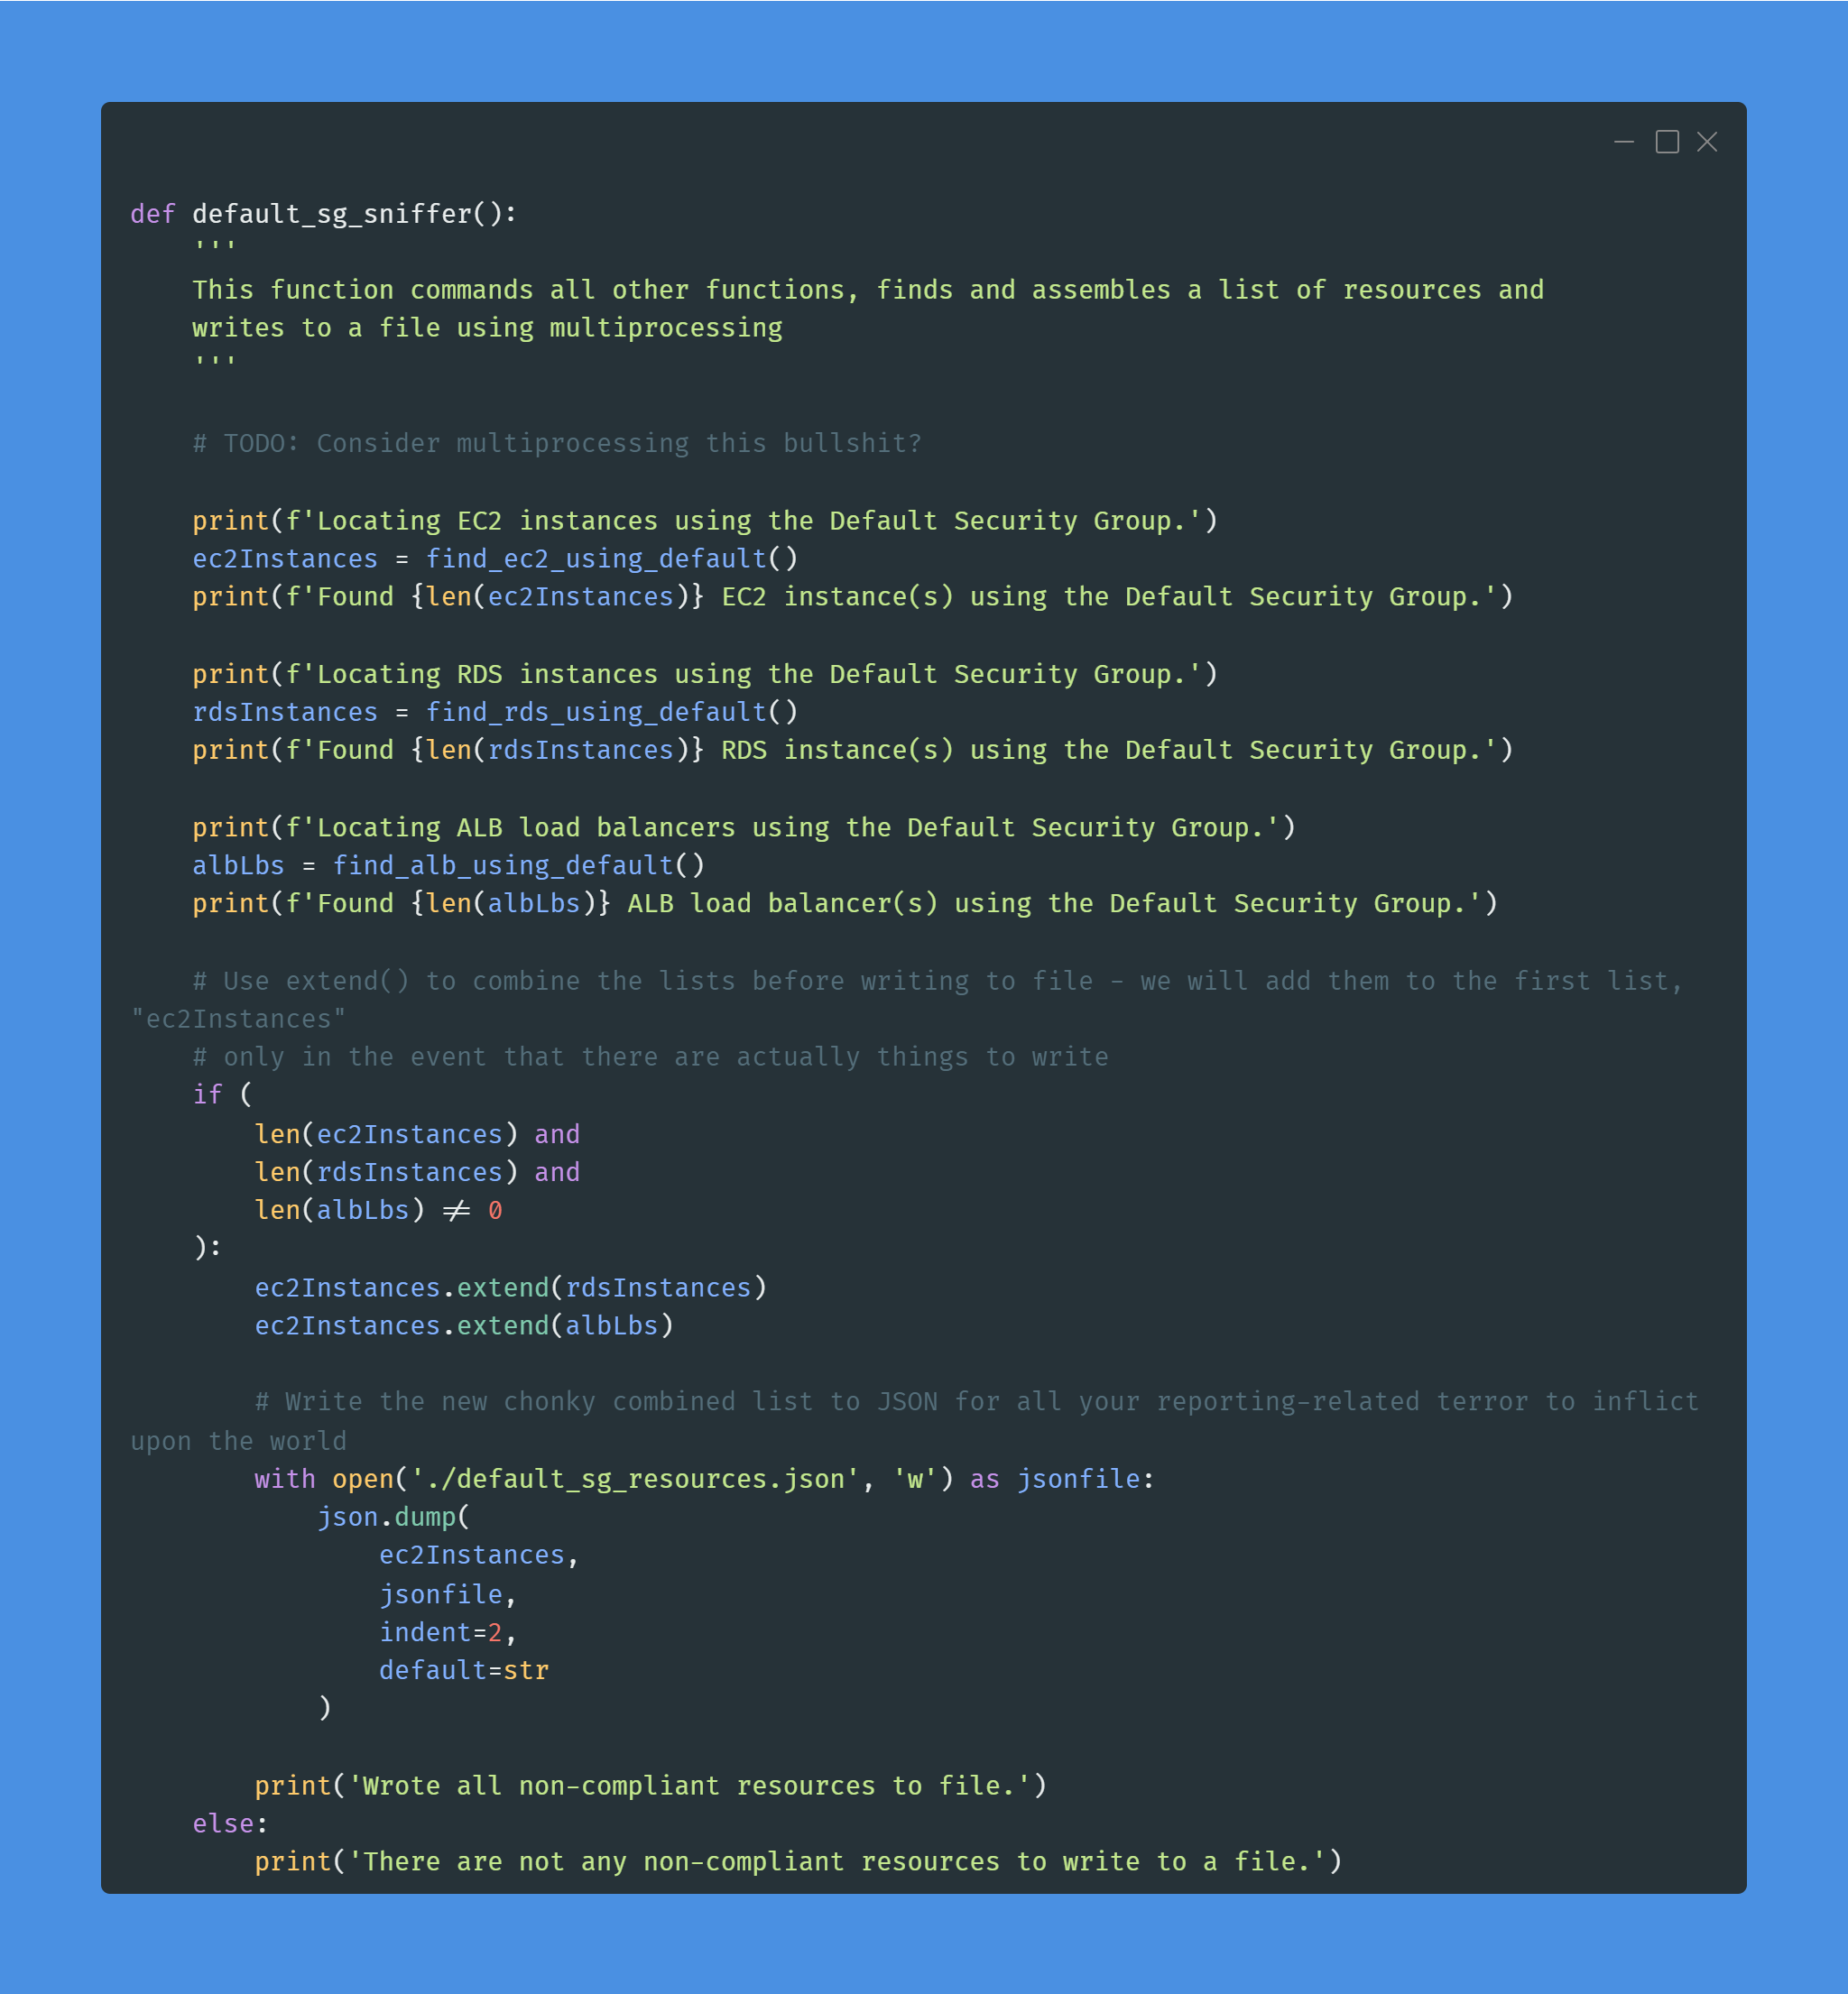 def default_sg_sniffer():
    '''
    This function commands all other functions, finds and assembles a list of resources and
    writes to a file using multiprocessing
    '''

    # TODO: Consider multiprocessing this bullshit?

    print(f'Locating EC2 instances using the Default Security Group.')
    ec2Instances = find_ec2_using_default()
    print(f'Found {len(ec2Instances)} EC2 instance(s) using the Default Security Group.')

    print(f'Locating RDS instances using the Default Security Group.')
    rdsInstances = find_rds_using_default()
    print(f'Found {len(rdsInstances)} RDS instance(s) using the Default Security Group.')

    print(f'Locating ALB load balancers using the Default Security Group.')
    albLbs = find_alb_using_default()
    print(f'Found {len(albLbs)} ALB load balancer(s) using the Default Security Group.')

    # Use extend() to combine the lists before writing to file - we will add them to the first list,
"ec2Instances"
    # only in the event that there are actually things to write
    if (
        len(ec2Instances) and
        len(rdsInstances) and
        len(albLbs) != 0
    ):
        ec2Instances.extend(rdsInstances)
        ec2Instances.extend(albLbs)

        # Write the new chonky combined list to JSON for all your reporting-related terror to inflict
upon the world
        with open('./default_sg_resources.json', 'w') as jsonfile:
            json.dump(
                ec2Instances,
                jsonfile,
                indent=2,
                default=str
            )

        print('Wrote all non-compliant resources to file.')
    else:
        print('There are not any non-compliant resources to write to a file.')